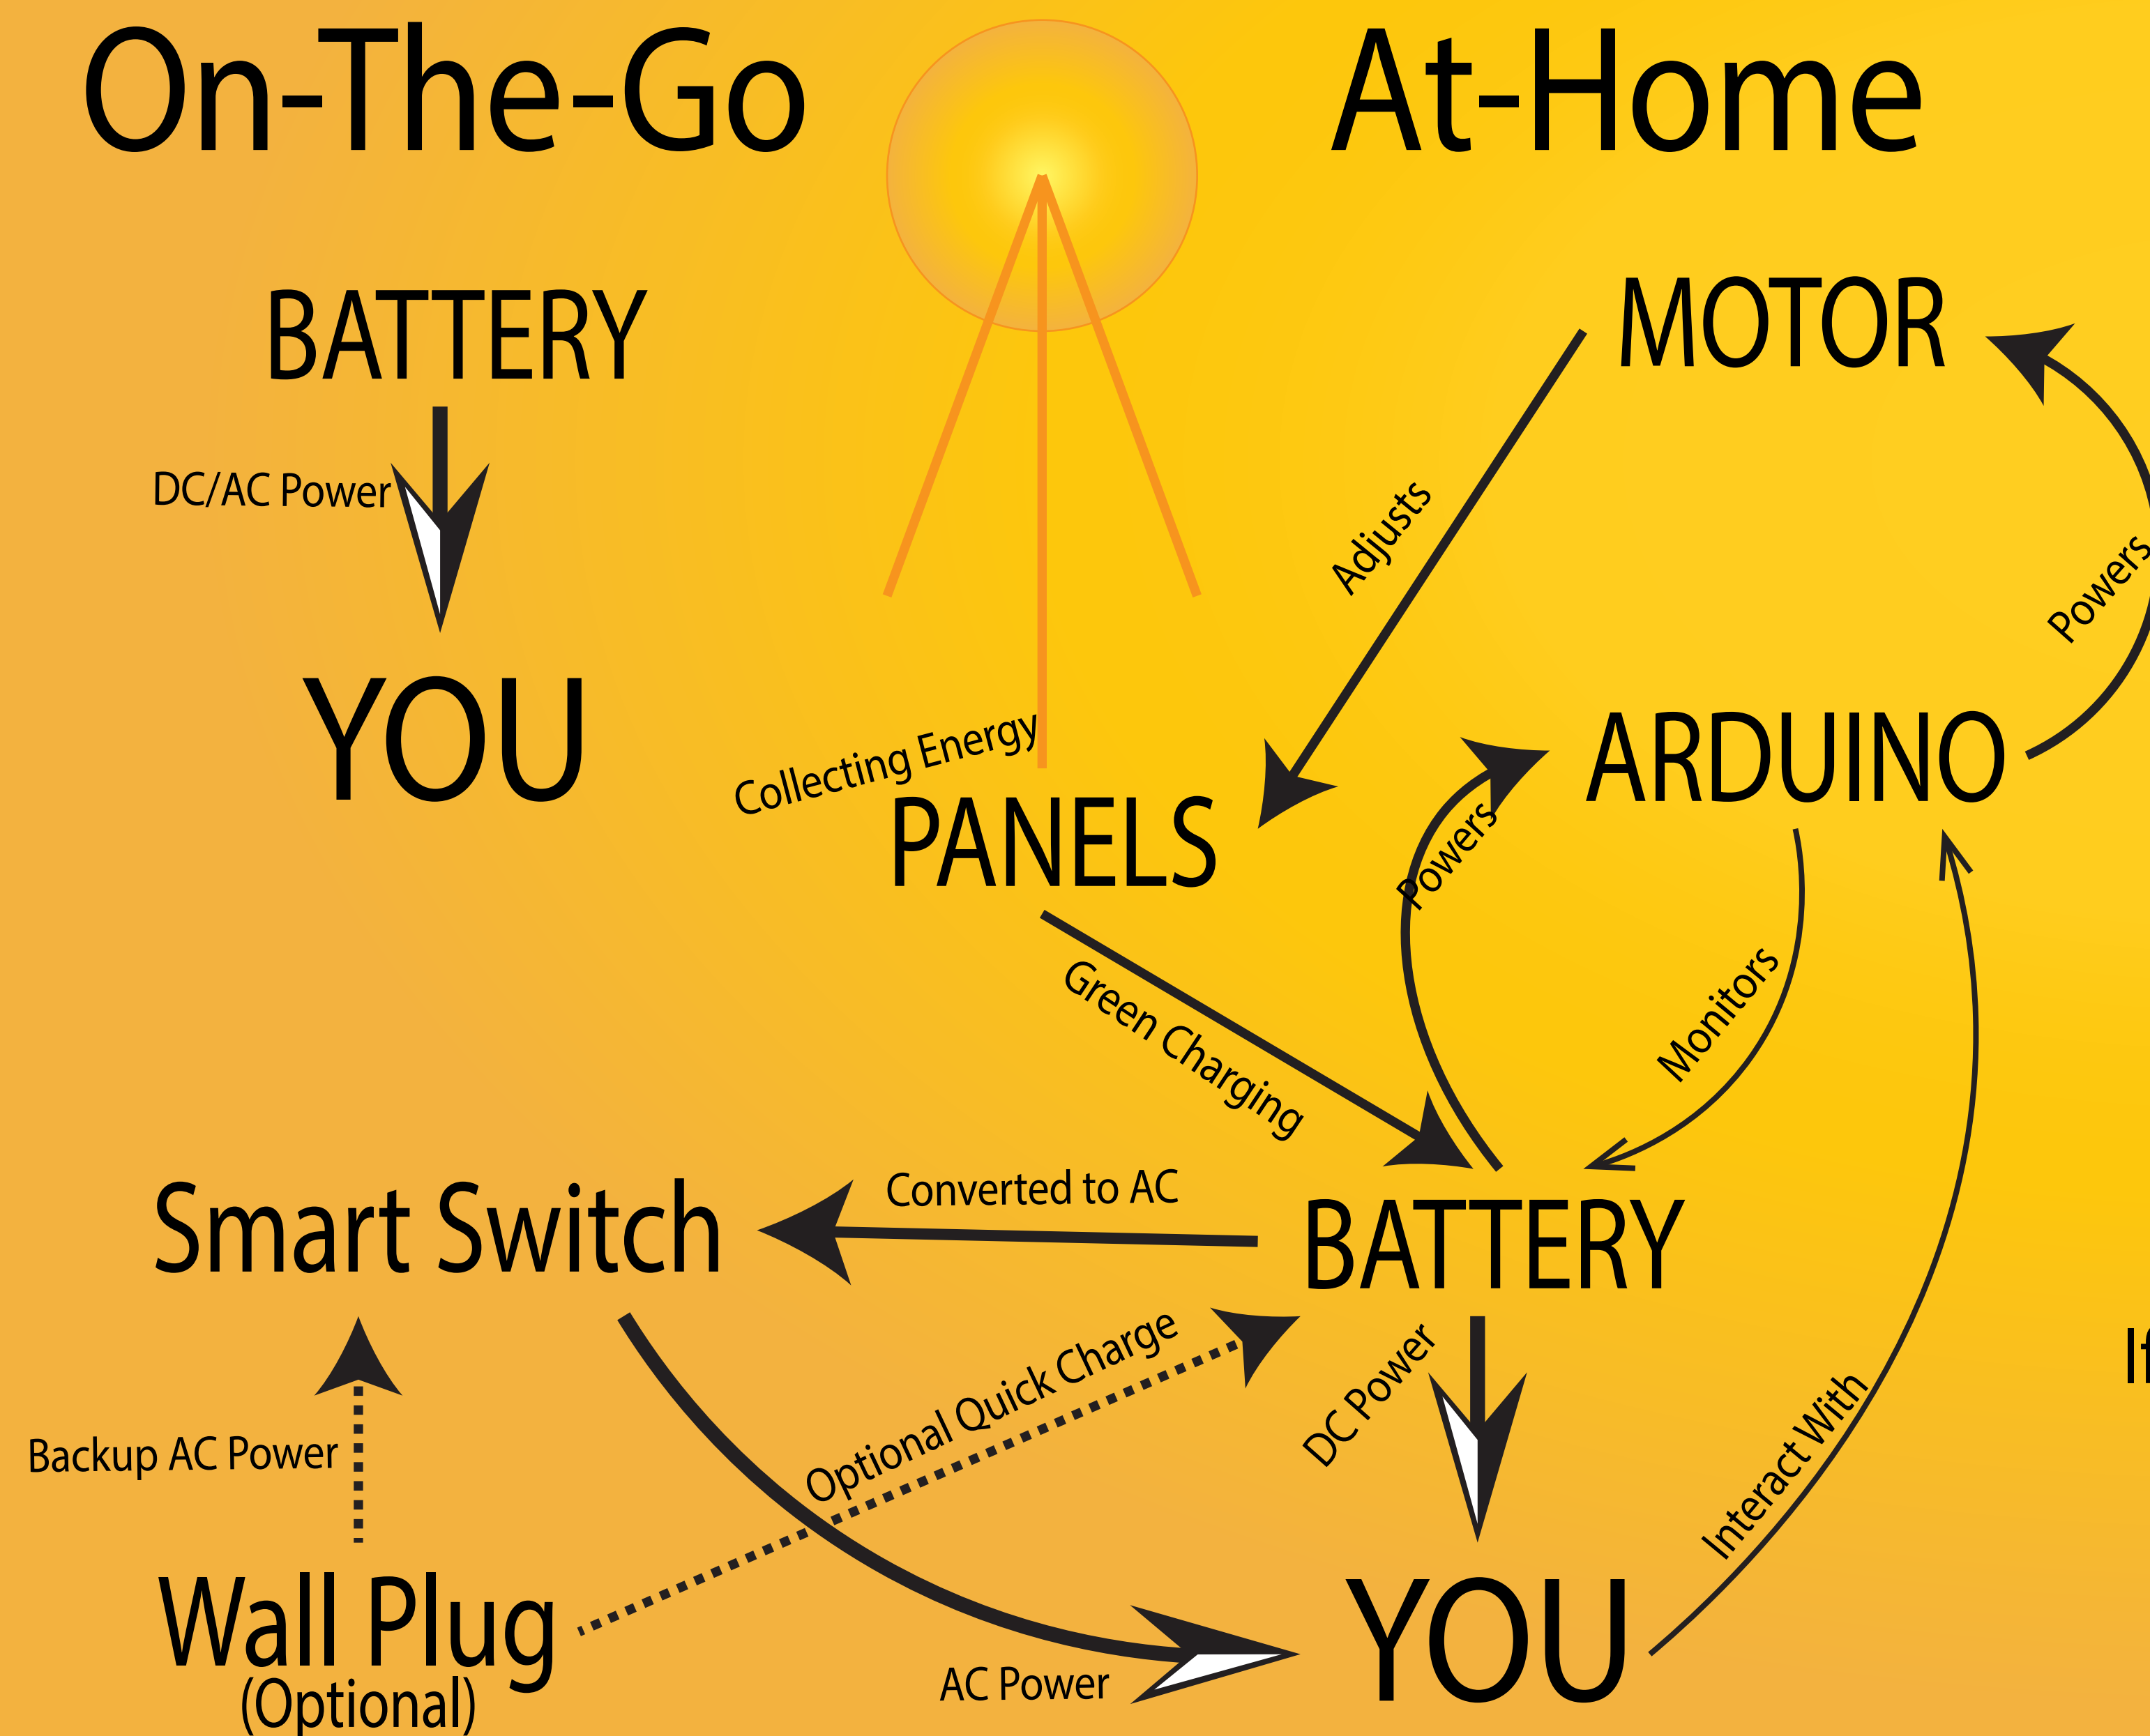 On-The-Go
At-Home
BATTERY
MOTOR
DC/AC Power
Adjusts
Powers
YOU
Collecting Energy
PANELS
ARDUINO
Powers
Green Charging
Monitors
Smart Switch
Converted to AC
BATTERY
Optional Quick Charge
DC Power
If
Backup AC Power
Interact With
Wall Plug
(Optional)
AC Power
YOU